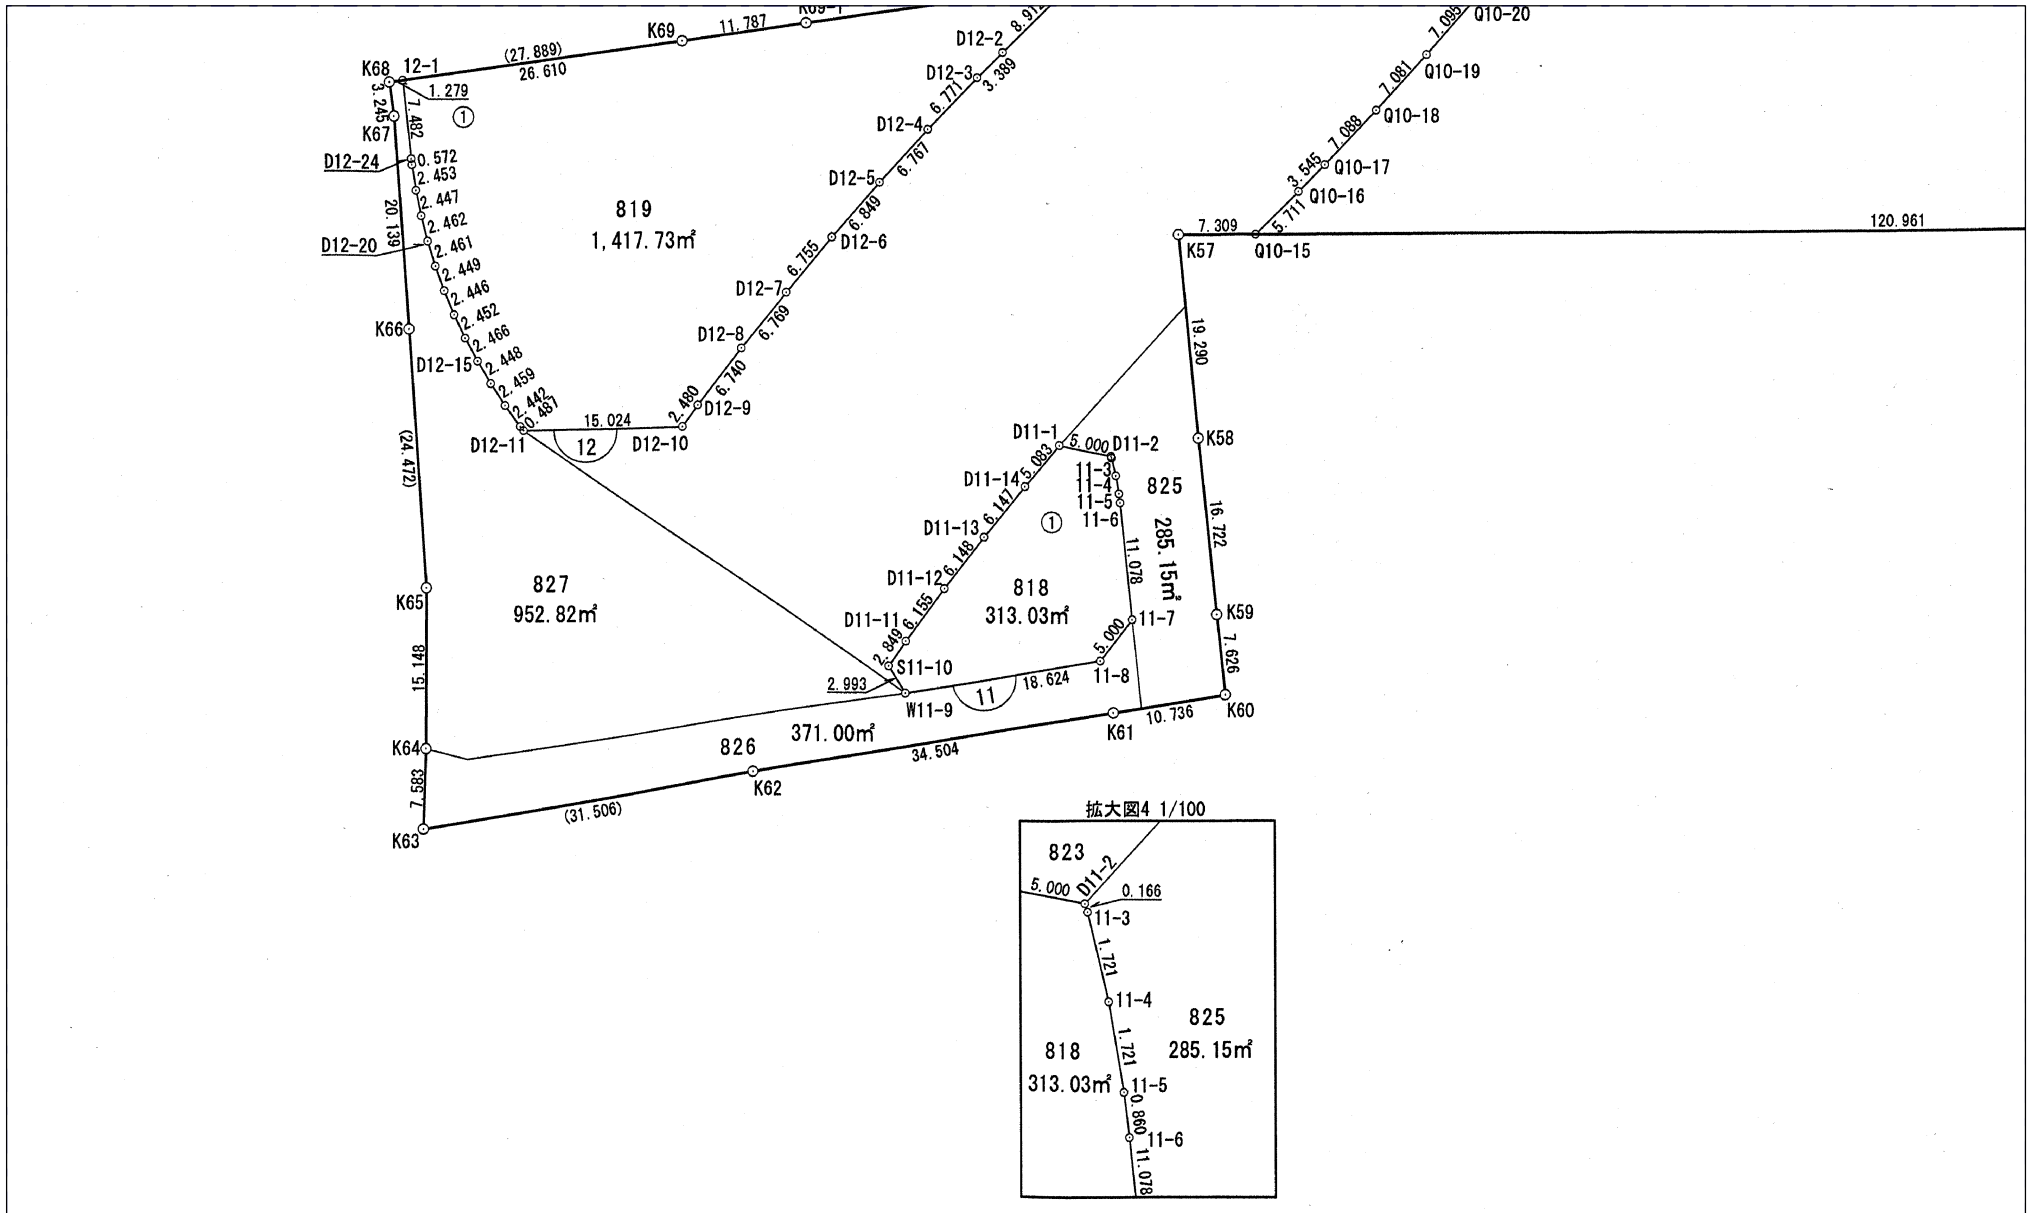 K69-1
Q10-20
7.095
8.912
11.787
K69
D12-2
(27.889)
26.610
3.389
Q10-19
K68
12-1
1.279
D12-3
7.081
3.245
7.482
①
6.771
Q10-18
K67
D12-4
7.088
D12-24
0.572
6.767
Q10-17
2.453
D12-5
3.545
Q10-16
2.447
819
6.849
5.711
20.139
2.462
1,417.73㎡
D12-6
7.309
120.961
D12-20
2.461
6.755
K57
Q10-15
2.449
D12-7
2.446
6.769
2.452
K66
D12-8
19.290
2.466
D12-15
2.448
6.740
2.459
2.480
D12-9
2.442
0.487
15.024
D12-11
12
D12-10
D11-1
5.000
D11-2
K58
(24.472)
5.083
11-3
D11-14
11-4
825
6.147
11-5
①
11-6
16.722
D11-13
285.15㎡
6.148
11.078
827
D11-12
818
952.82㎡
6.155
313.03㎡
K65
D11-11
11-7
K59
2.849
5.000
7.626
15.148
S11-10
11-8
2.993
18.624
11
W11-9
K60
10.736
K61
371.00㎡
K64
826
34.504
7.583
K62
(31.506)
K63
拡大図4 1/100
823
D11-2
5.000
0.166
11-3
1.721
11-4
825
1.721
285.15㎡
818
313.03㎡
11-5
0.860
11-6
11.078